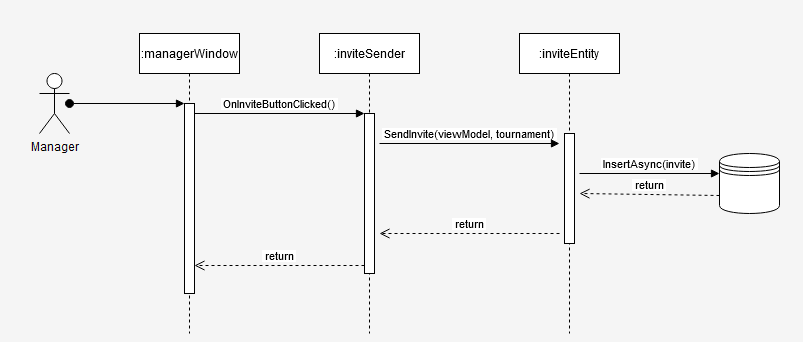 :managerWindow
:inviteSender
:inviteEntity
OnInviteButtonClicked()
SendInvite(viewModel, tournament)
Manager
InsertAsync(invite)
return
return
return